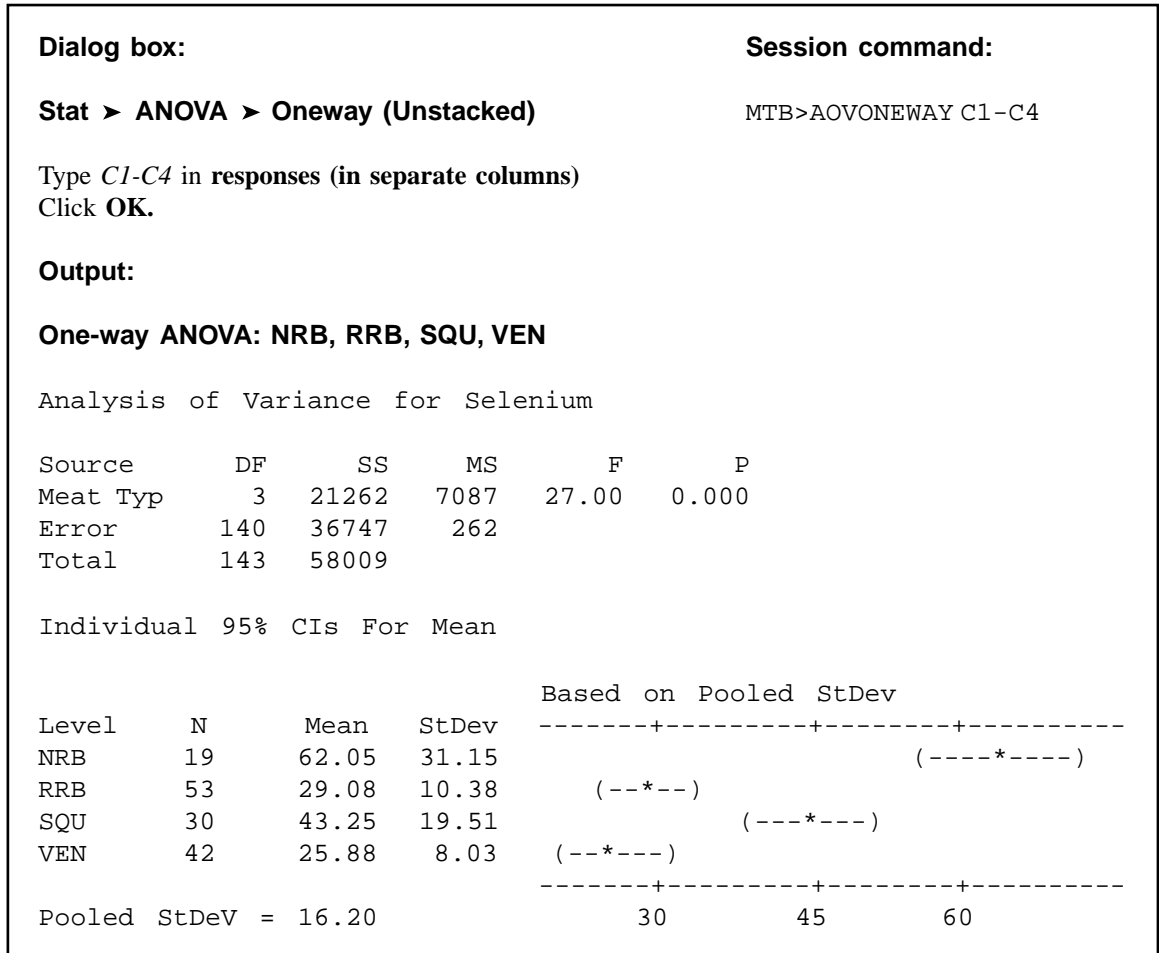 Dialog box: Session command:
Stat ➤ ANOVA ➤ Oneway (Unstacked) MTB>AOVONEWAY C1-C4
Type C1-C4 in responses (in separate columns)
Click OK.
Output:
One-way ANOVA: NRB, RRB, SQU, VEN
Analysis of Variance for Selenium
Source DF SS MS F P
Meat Typ 3 21262 7087 27.00 0.000
Error 140 36747 262
Total 143 58009
Individual 95% CIs For Mean
Based on Pooled StDev
Level N Mean StDev -------+---------+--------+----------
NRB 19 62.05 31.15 (----*----)
RRB 53 29.08 10.38 (--*--)
SQU 30 43.25 19.51 (---*---)
VEN 42 25.88 8.03 (--*---)
-------+---------+--------+----------
Pooled StDeV = 16.20 30 45 60